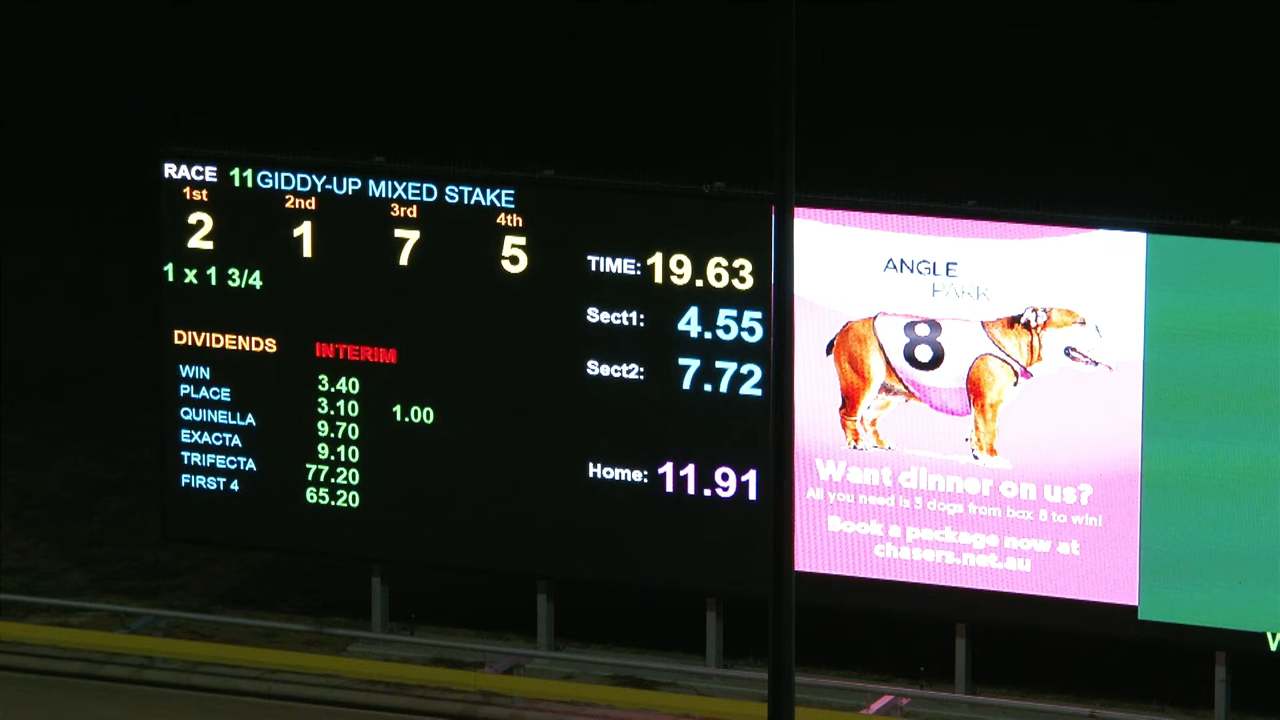 RACE 11 GIDDY-UP MIXED STAKE
1st 2nd 3rd 4th
2 1 7 5
1 x 1 3/4
TIME: 19.63
Sect1: 4.55
Sect2: 7.72
Home: 11.91
DIVIDENDS INTERIM
WIN 3.40
PLACE 3.10 1.00
QUINELLA 9.70
EXACTA 9.10
TRIFECTA 77.20
FIRST 4 65.20
ANGLE
PARK
8
Want dinner on us?
All you need is 3 dogs from box 8 to win!
Book a package now at
chasers.net.au